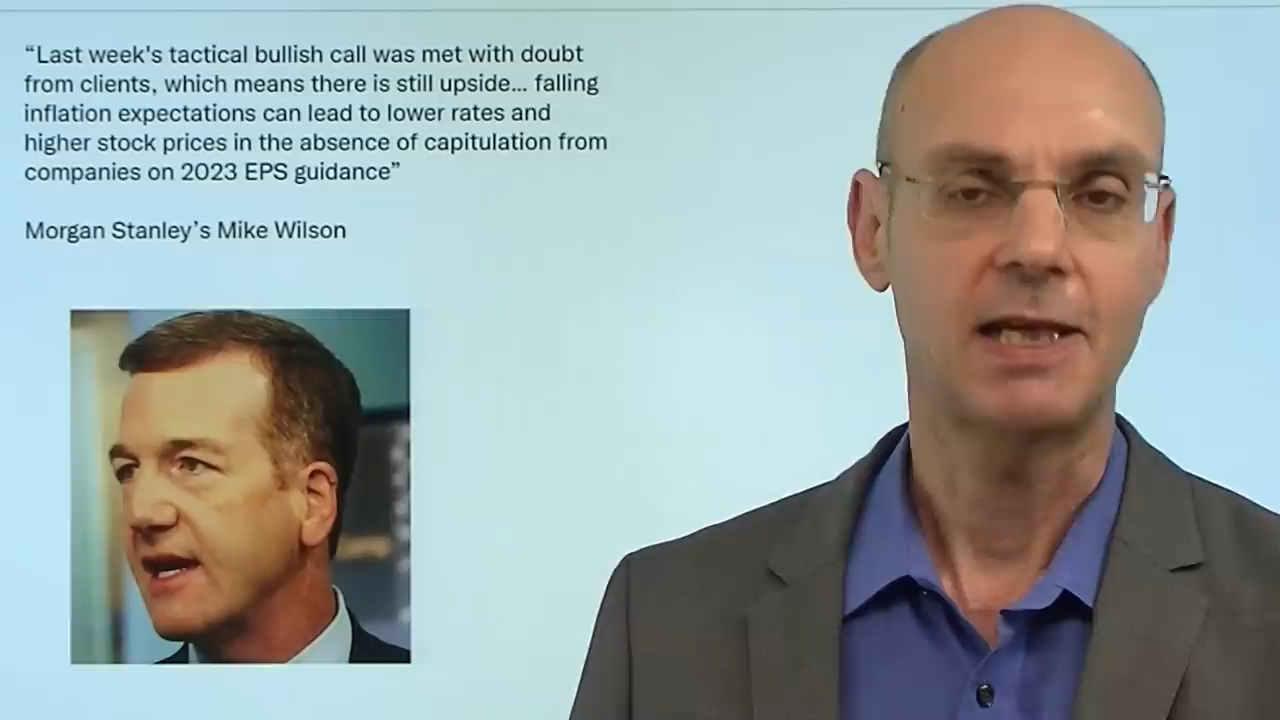 “Last week's tactical bullish call was met with doubt
from clients, which means there is still upside... falling
inflation expectations can lead to lower rates and
higher stock prices in the absence of capitulation from
companies on 2023 EPS guidance”
Morgan Stanley’s Mike Wilson